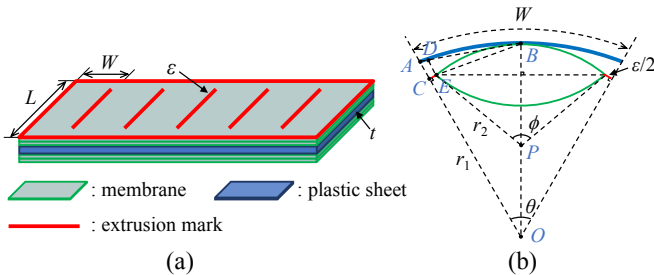 W
ε
L
t
: membrane
: plastic sheet
: extrusion mark
(a)
W
A
D
B
C
E
ε/2
r₂
ϕ
P
r₁
θ
O
(b)